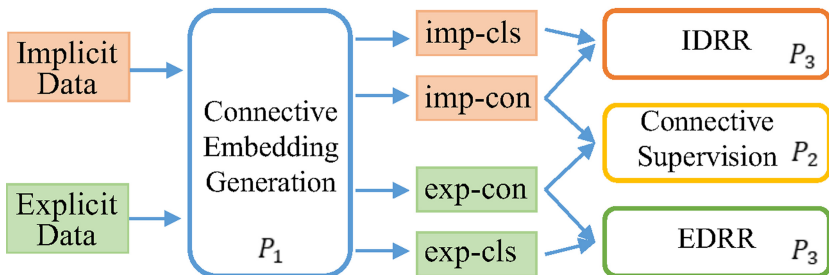 Implicit
Data
Explicit
Data
Connective
Embedding
Generation
P₁
imp-cls
imp-con
exp-con
exp-cls
IDRR
P₃
Connective
Supervision P₂
EDRR
P₃